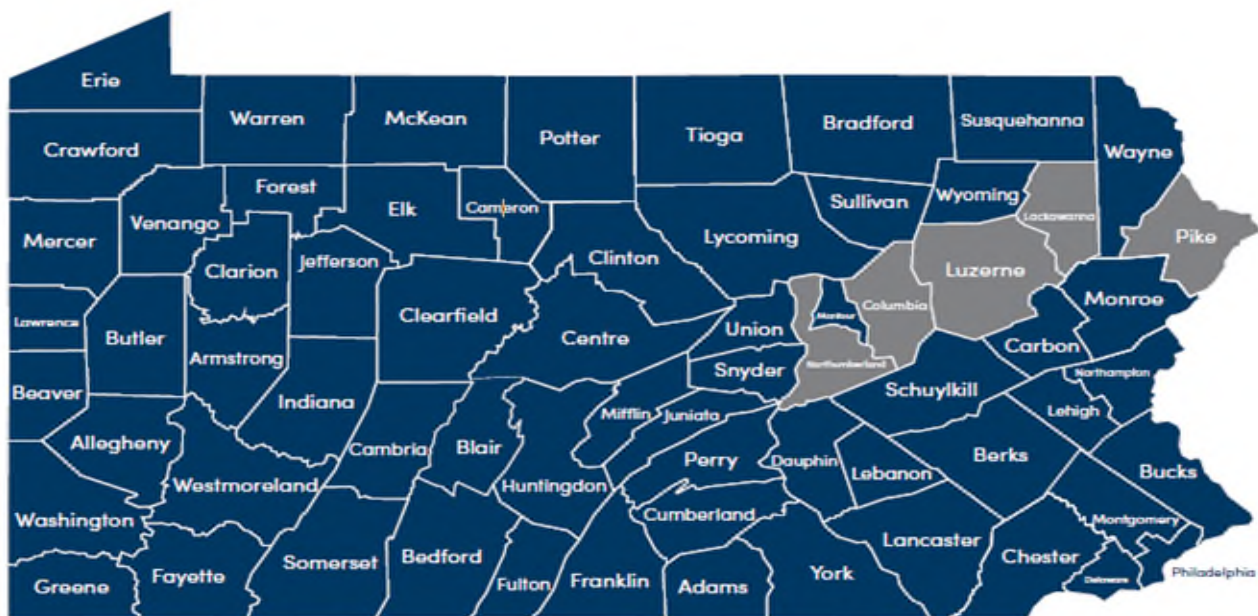 Erie
Warren
McKean
Potter
Tioga
Bradford
Susquehanna
Wayne
Crawford
Forest
Elk
Cameron
Sullivan
Wyoming
Lackawanna
Venango
Mercer
Clarion
Jefferson
Clinton
Lycoming
Luzerne
Pike
Lawrence
Butler
Clearfield
Centre
Union
Montour
Columbia
Monroe
Armstrong
Snyder
Northumberland
Carbon
Beaver
Indiana
Schuylkill
Northampton
Allegheny
Cambria
Blair
Mifflin
Juniata
Lehigh
Westmoreland
Huntingdon
Perry
Dauphin
Lebanon
Berks
Bucks
Washington
Cumberland
Montgomery
Greene
Fayette
Somerset
Bedford
Fulton
Franklin
Adams
York
Lancaster
Chester
Delaware
Philadelphia